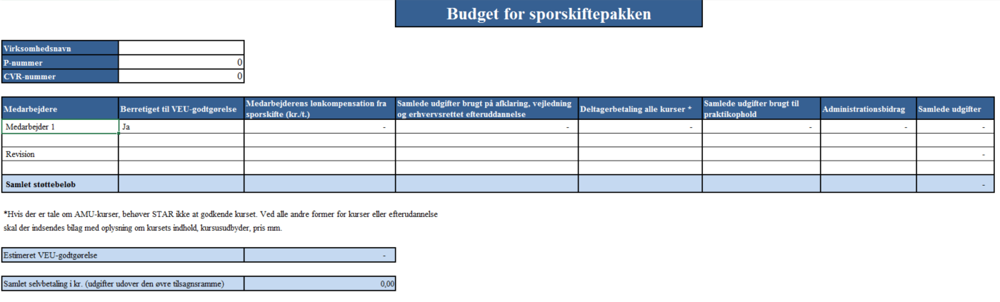 Budget for sporskiftepakken
Virksomhedsnavn
P-nummer 0
CVR-nummer 0
Medarbejdere Berretiget til VEU-godtgørelse Medarbejderens lønkompensation fra sporskifte (kr./t.) Samlede udgifter brugt på afklaring, vejledning og erhvervsrettet efteruddannelse Deltagerbetaling alle kurser * Samlede udgifter brugt til praktikophold Administrationsbidrag Samlede udgifter
Medarbejder 1 Ja - - - - - -
Revision -
Samlet støttebeløb -
*Hvis der er tale om AMU-kurser, behøver STAR ikke at godkende kurset. Ved alle andre former for kurser eller efterudannelse
skal der indsendes bilag med oplysning om kursets indhold, kursusudbyder, pris mm.
Estimeret VEU-godtgørelse -
Samlet selvbetaling i kr. (udgifter udover den øvre tilsagnsramme) 0,00